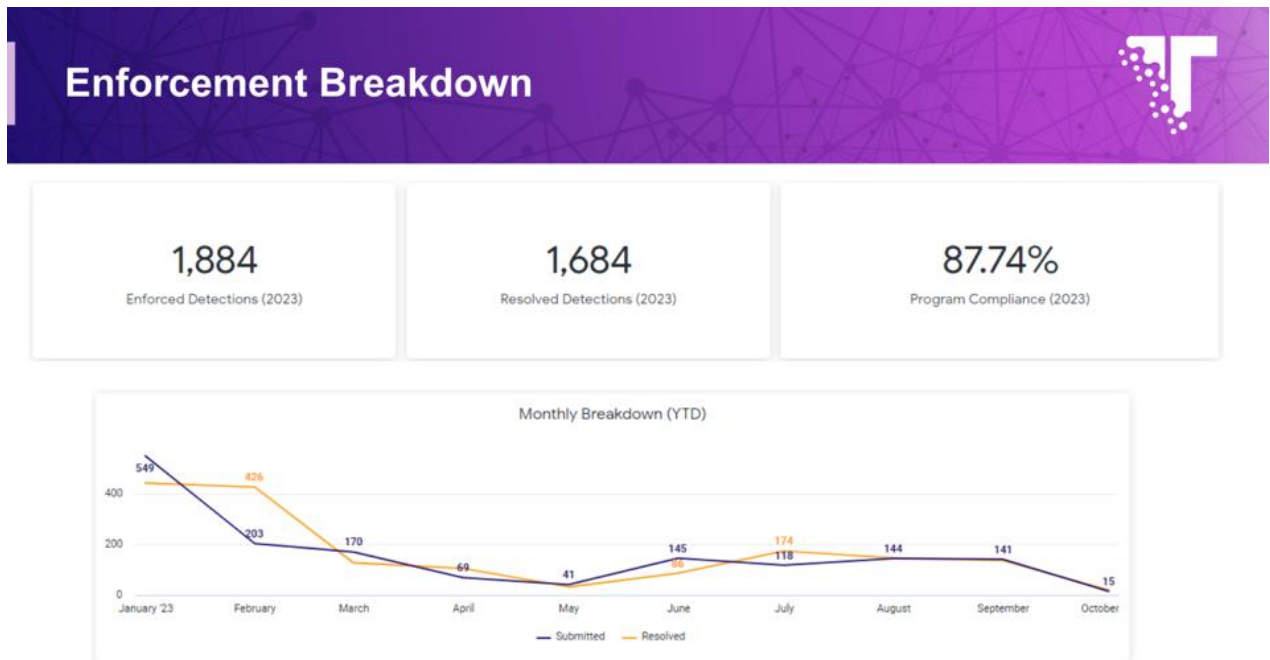 Enforcement Breakdown
1,884
Enforced Detections (2023)
1,684
Resolved Detections (2023)
87.74%
Program Compliance (2023)
Monthly Breakdown (YTD)
549
426
400
203
170
200
69
41
145
86
174
118
144
141
15
0
January '23 February March April May June July August September October
Submitted Resolved